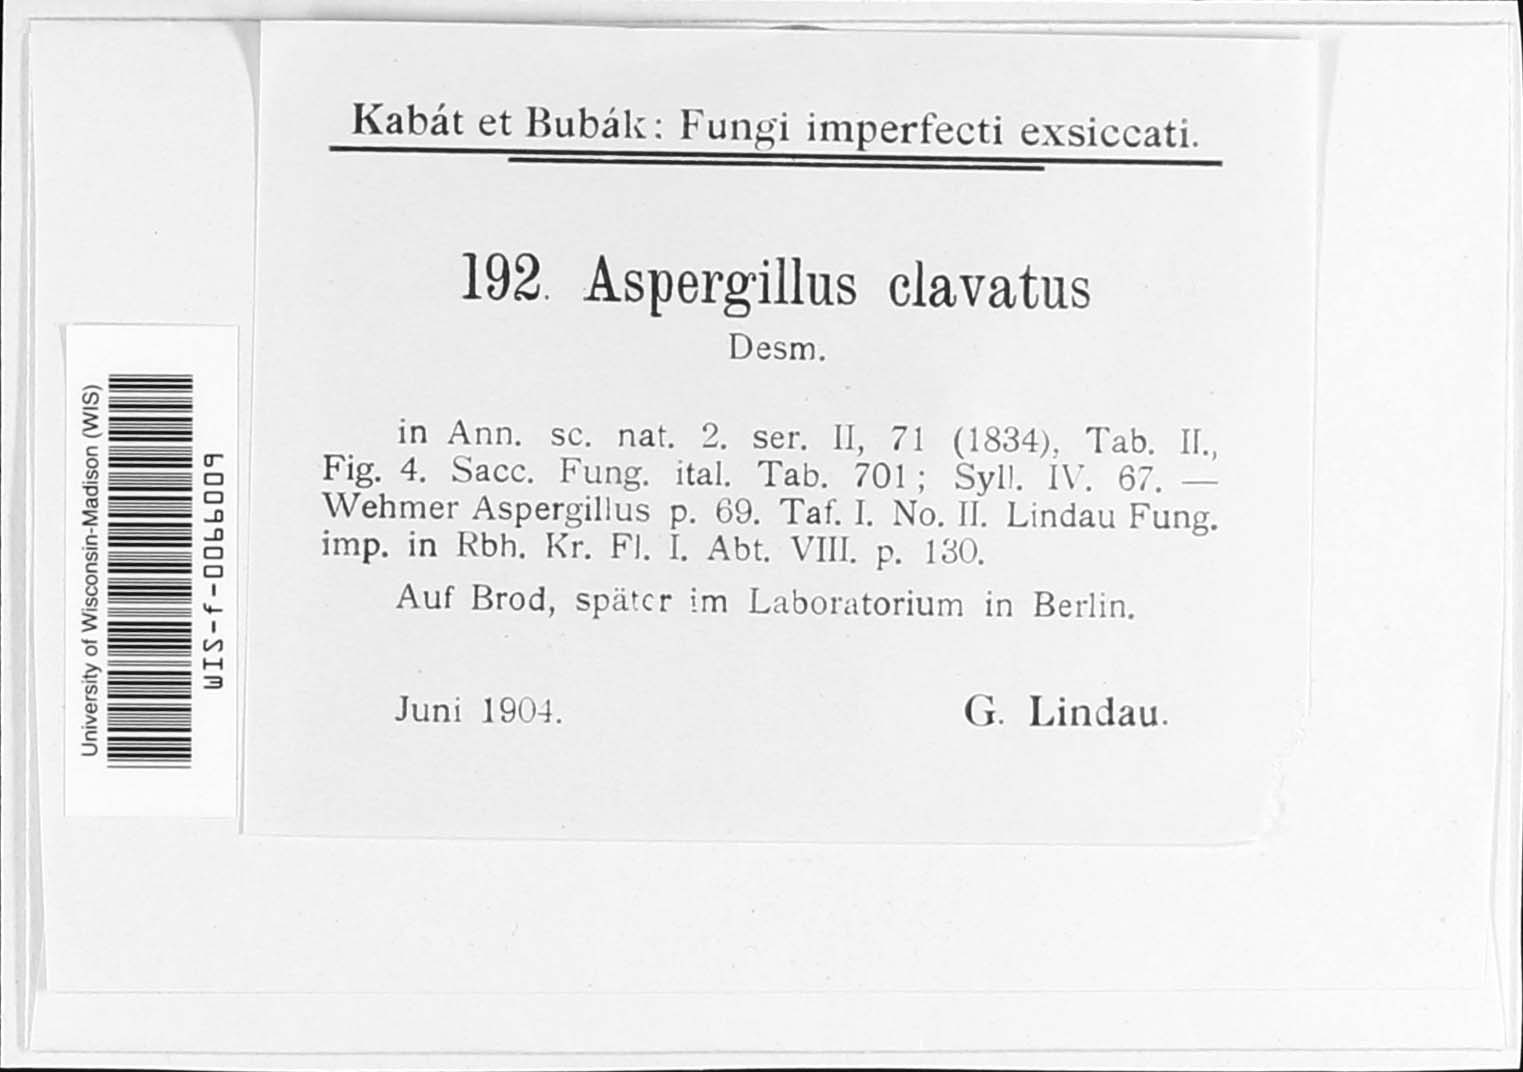 Kabát et Bubák: Fungi imperfecti exsiccati.
192. Aspergillus clavatus
Desm.
in Ann. sc. nat. 2. ser. II, 71 (1834), Tab. II.,
Fig. 4. Sacc. Fung. ital. Tab. 701; Syll. IV. 67. —
Wehmer Aspergillus p. 69. Taf. I. No. II. Lindau Fung.
imp. in Rbh. Kr. Fl. I. Abt. VIII. p. 130.
Auf Brod, später im Laboratorium in Berlin.
Juni 1904. G. Lindau.
University of Wisconsin-Madison (WIS)
WIS-f-0066009